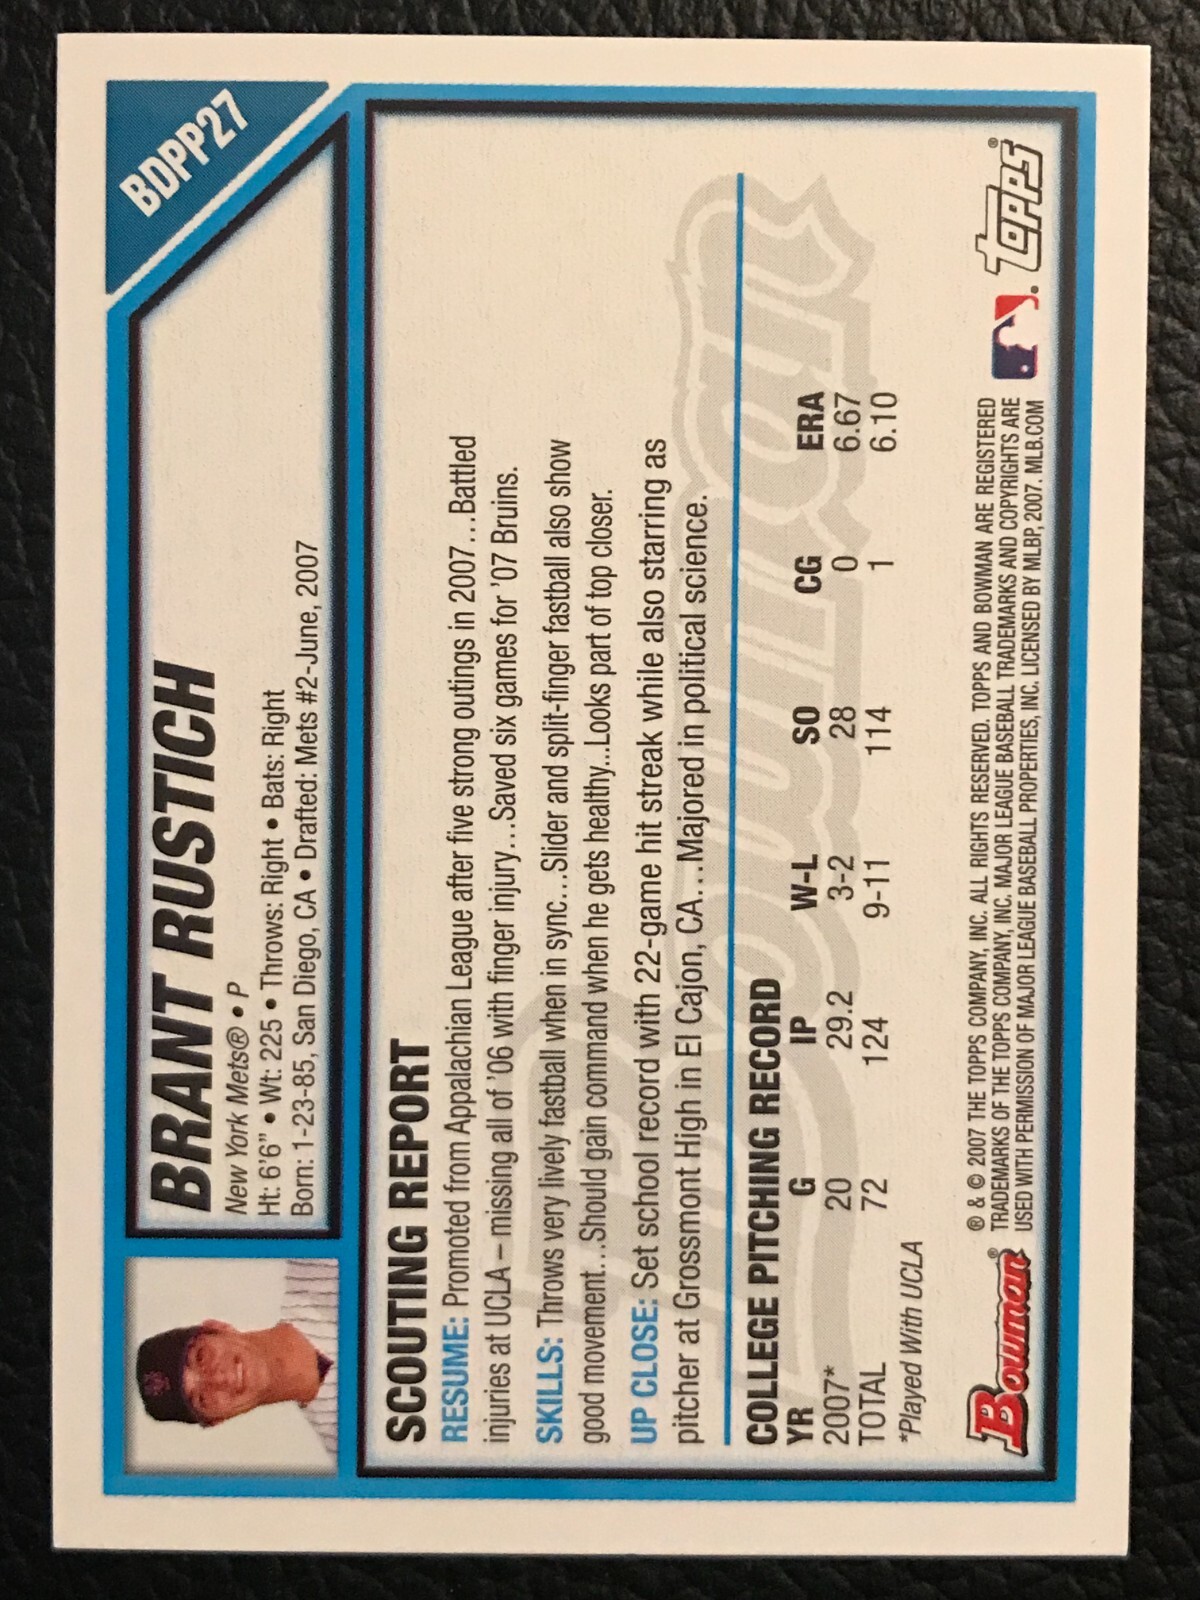 BDPP27
BRANT RUSTICH
New York Mets® • P
Ht: 6'6" • Wt: 225 • Throws: Right • Bats: Right
Born: 1-23-85, San Diego, CA • Drafted: Mets #2-June, 2007
SCOUTING REPORT
RESUME: Promoted from Appalachian League after five strong outings in 2007...Battled
injuries at UCLA – missing all of '06 with finger injury...Saved six games for '07 Bruins.
SKILLS: Throws very lively fastball when in sync...Slider and split-finger fastball also show
good movement...Should gain command when he gets healthy...Looks part of top closer.
UP CLOSE: Set school record with 22-game hit streak while also starring as
pitcher at Grossmont High in El Cajon, CA...Majored in political science.
Bowman
COLLEGE PITCHING RECORD
YR G IP W-L SO CG ERA
2007* 20 29.2 3-2 28 0 6.67
TOTAL 72 124 9-11 114 1 6.10
*Played With UCLA
Bowman®
® & © 2007 THE TOPPS COMPANY, INC. ALL RIGHTS RESERVED. TOPPS AND BOWMAN ARE REGISTERED
TRADEMARKS OF THE TOPPS COMPANY, INC. MAJOR LEAGUE BASEBALL TRADEMARKS AND COPYRIGHTS ARE
USED WITH PERMISSION OF MAJOR LEAGUE BASEBALL PROPERTIES, INC. LICENSED BY MLBP, 2007. MLB.COM
Topps®